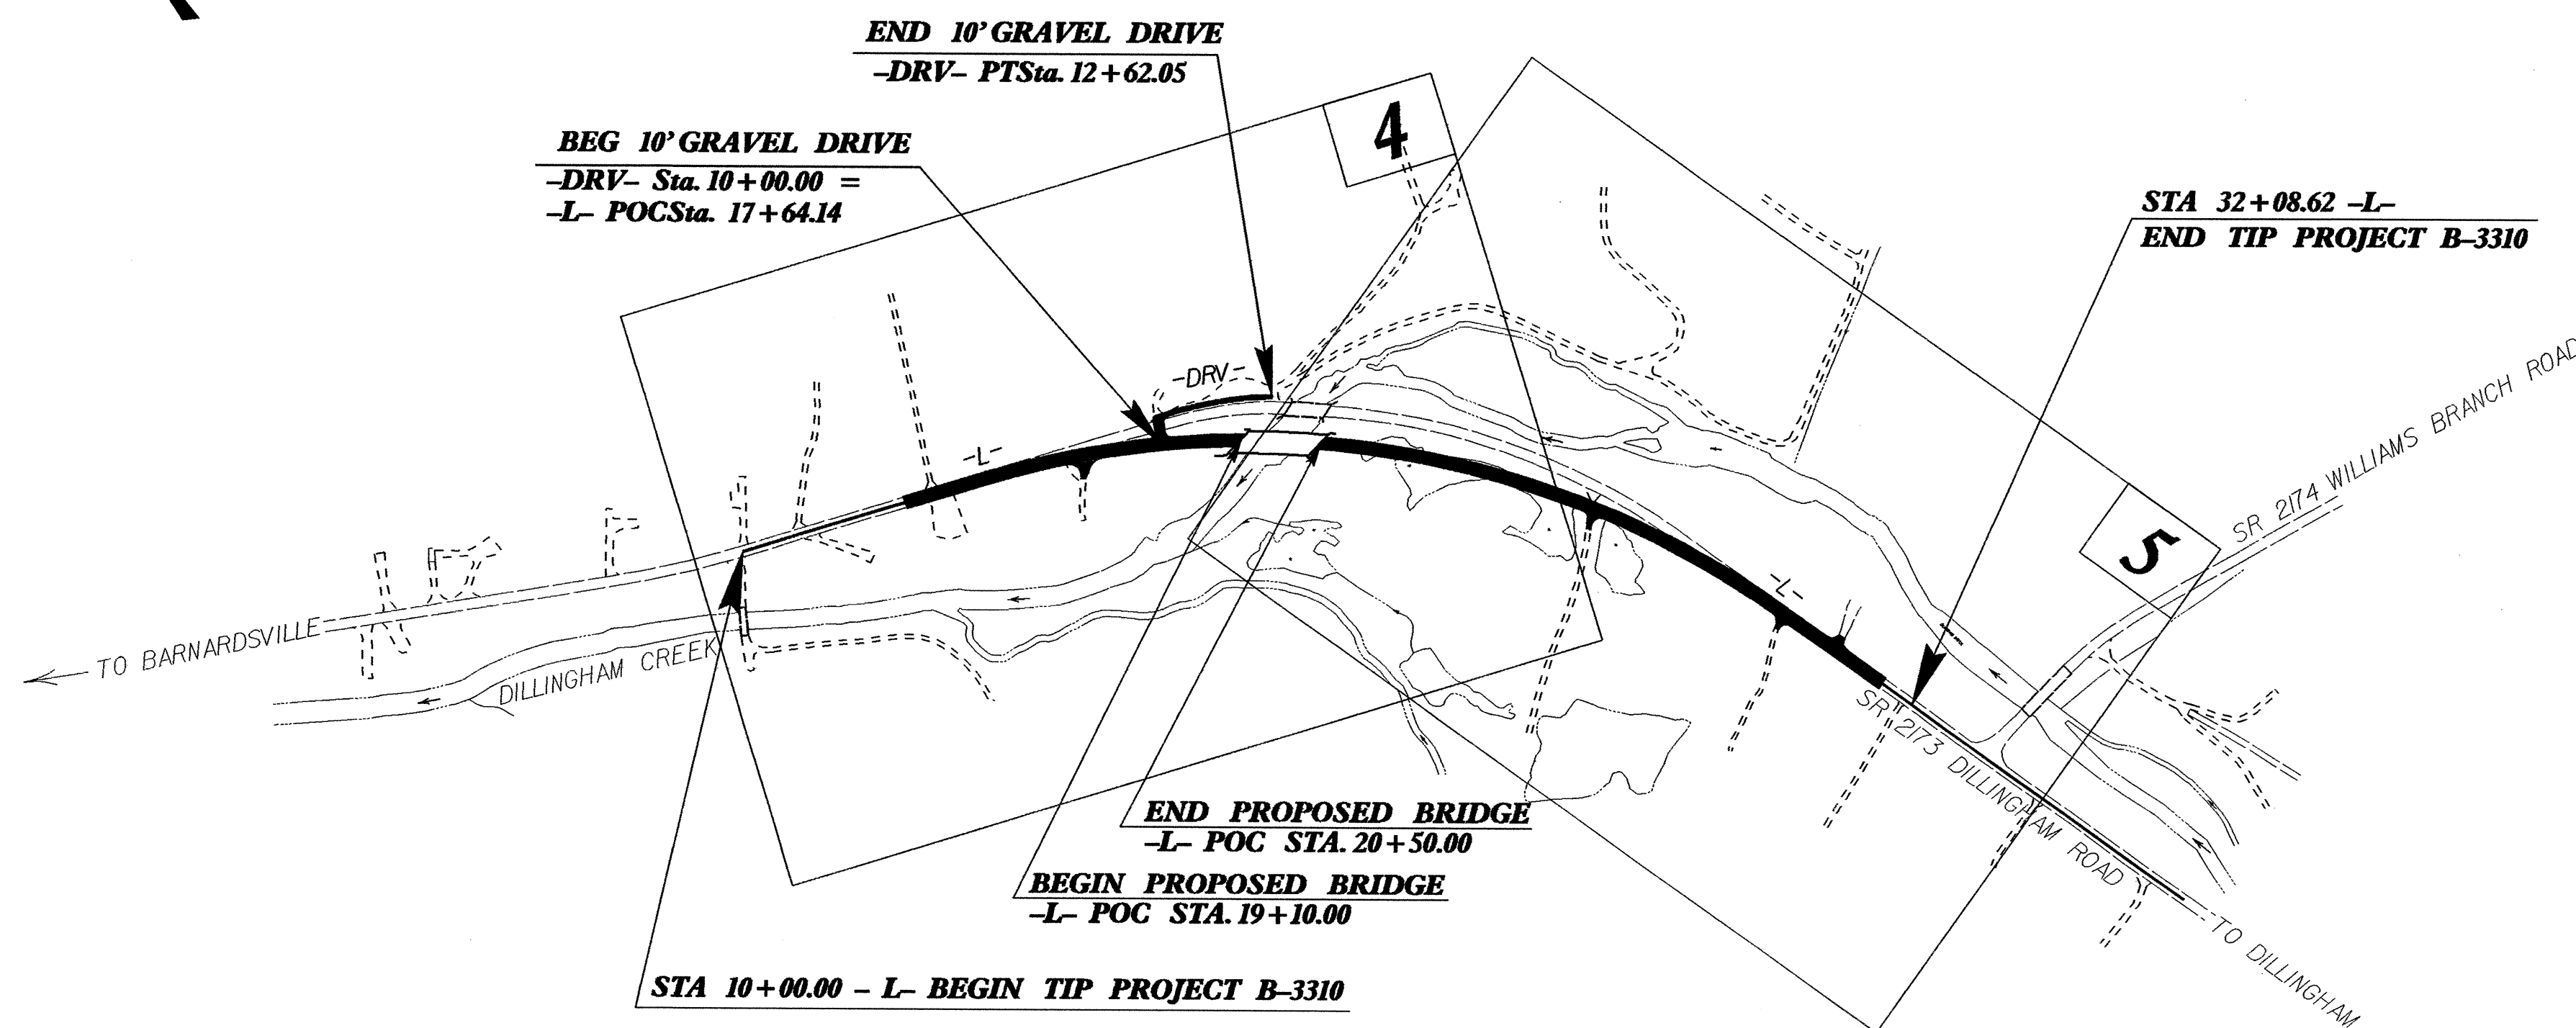 END 10' GRAVEL DRIVE
-DRV- PTSta. 12+62.05
BEG 10' GRAVEL DRIVE
-DRV- Sta. 10+00.00 =
-L- POCSta. 17+64.14
4
STA 32+08.62 -L-
END TIP PROJECT B-3310
-DRV-
-L-
SR 2174 WILLIAMS BRANCH ROAD
5
-L-
TO BARNARDSVILLE
DILLINGHAM CREEK
SR 2173 DILLINGHAM ROAD
TO DILLINGHAM
END PROPOSED BRIDGE
-L- POC STA. 20+50.00
BEGIN PROPOSED BRIDGE
-L- POC STA. 19+10.00
STA 10+00.00 - L- BEGIN TIP PROJECT B-3310